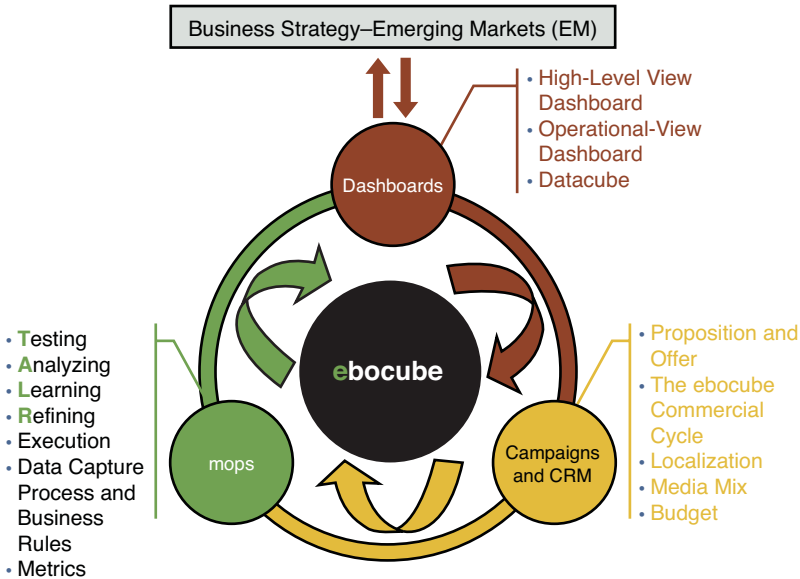 Business Strategy–Emerging Markets (EM)
Dashboards
• High-Level View
Dashboard
• Operational-View
Dashboard
• Datacube
ebocube
• Testing
• Analyzing
• Learning
• Refining
• Execution
• Data Capture
Process and
Business
Rules
• Metrics
mops
Campaigns
and CRM
• Proposition and
Offer
• The ebocube
Commercial
Cycle
• Localization
• Media Mix
• Budget